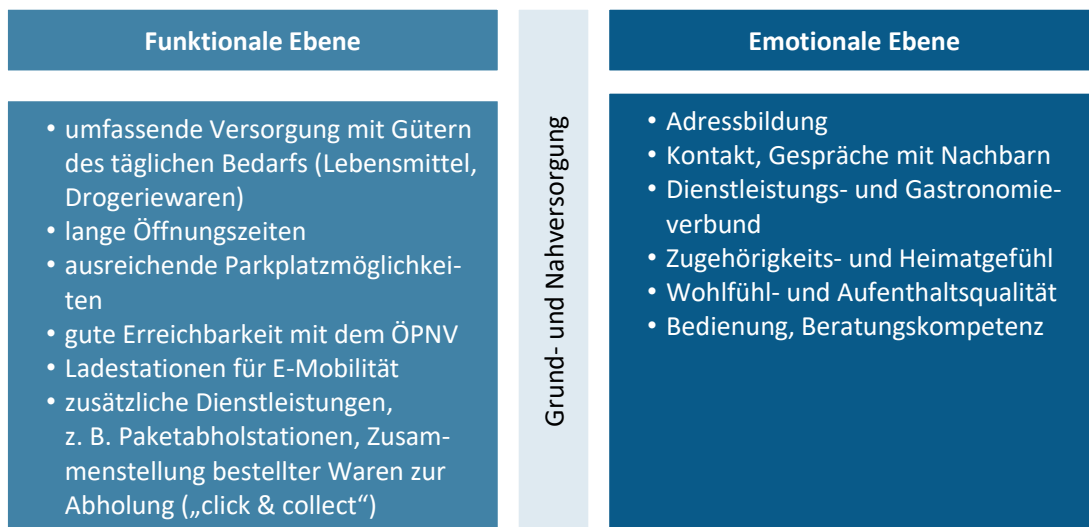 Funktionale Ebene
• umfassende Versorgung mit Gütern
des täglichen Bedarfs (Lebensmittel,
Drogeriewaren)
• lange Öffnungszeiten
• ausreichende Parkplatzmöglichkei-
ten
• gute Erreichbarkeit mit dem ÖPNV
• Ladestationen für E-Mobilität
• zusätzliche Dienstleistungen,
z. B. Paketabholstationen, Zusam-
menstellung bestellter Waren zur
Abholung („click & collect“)
Grund- und Nahversorgung
Emotionale Ebene
• Adressbildung
• Kontakt, Gespräche mit Nachbarn
• Dienstleistungs- und Gastronomie-
verbund
• Zugehörigkeits- und Heimatgefühl
• Wohlfühl- und Aufenthaltsqualität
• Bedienung, Beratungskompetenz